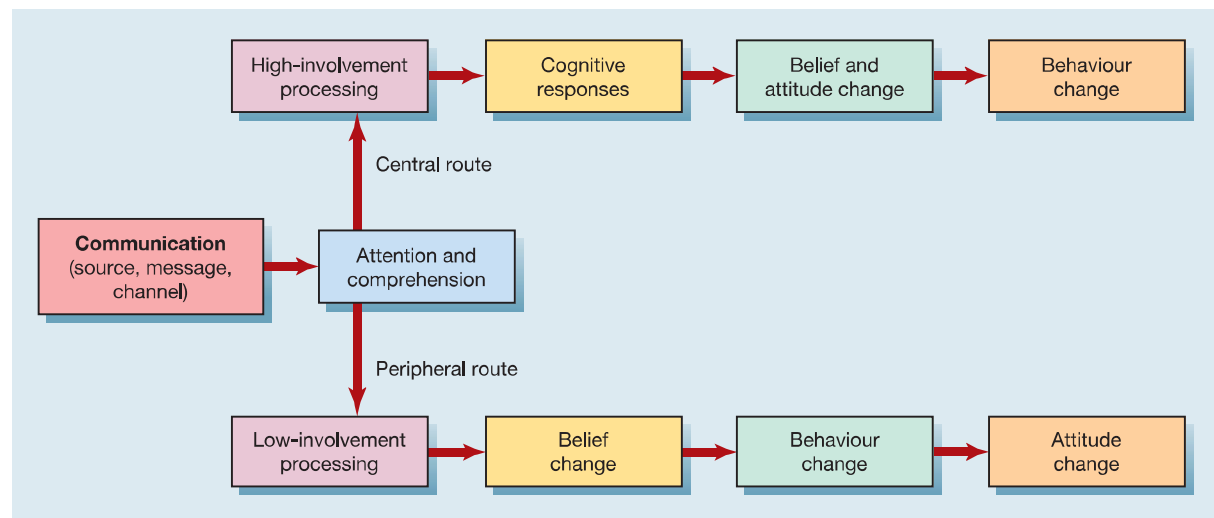 High-involvement
processing
Cognitive
responses
Belief and
attitude change
Behaviour
change
Central route
Communication
(source, message,
channel)
Attention and
comprehension
Peripheral route
Low-involvement
processing
Belief
change
Behaviour
change
Attitude
change